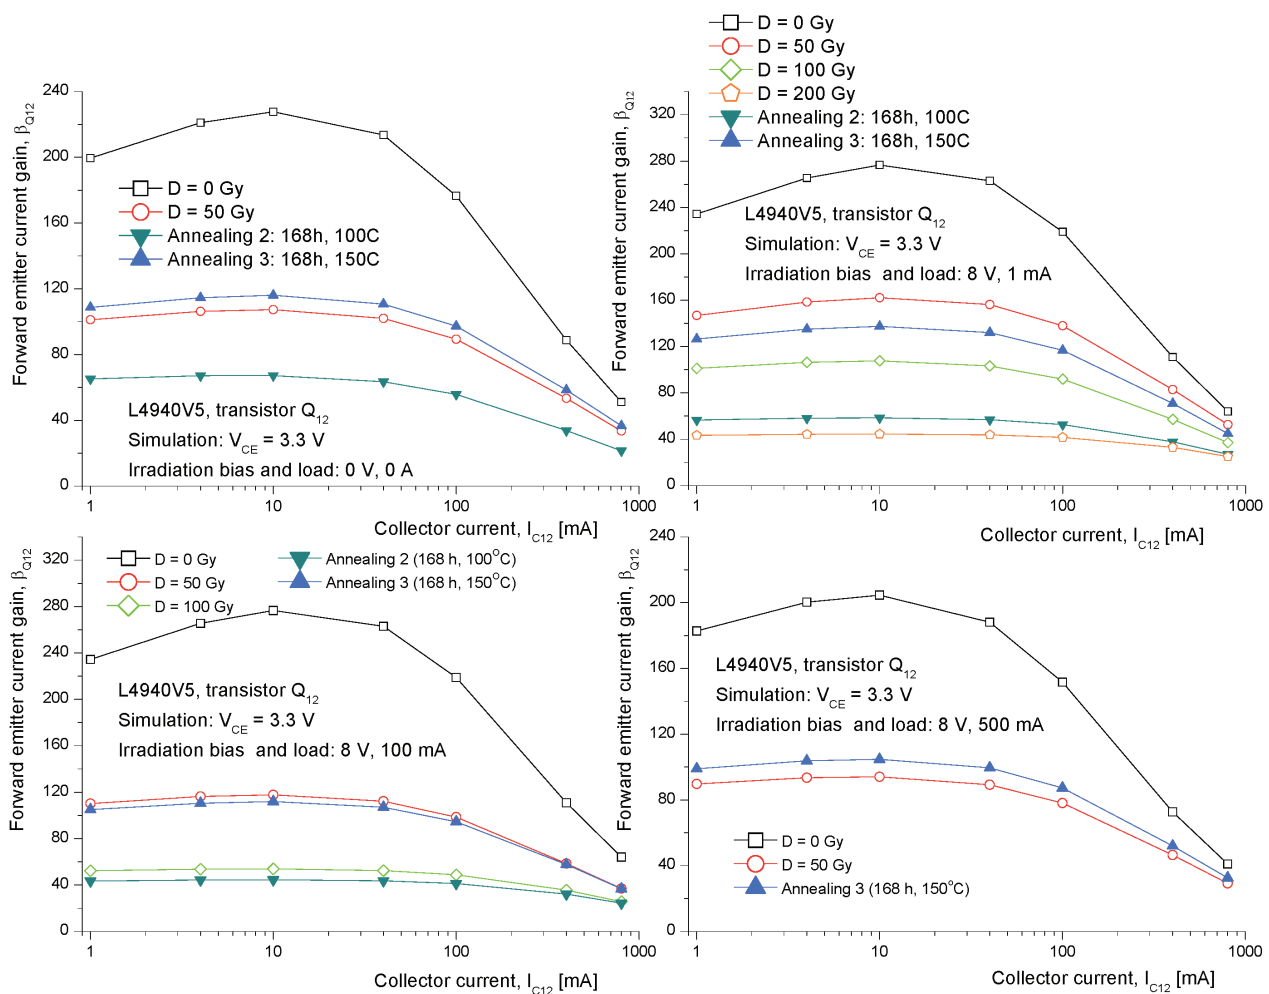 D = 0 Gy
D = 50 Gy
Annealing 2: 168h, 100C
Annealing 3: 168h, 150C
L4940V5, transistor Q12
Simulation: VCE = 3.3 V
Irradiation bias and load: 0 V, 0 A
Forward emitter current gain, βQ12
240
200
160
120
80
40
0
1
10
100
1000
Collector current, IC12 [mA]
D = 0 Gy
D = 50 Gy
D = 100 Gy
D = 200 Gy
Annealing 2: 168h, 100C
Annealing 3: 168h, 150C
L4940V5, transistor Q12
Simulation: VCE = 3.3 V
Irradiation bias and load: 8 V, 1 mA
Forward emitter current gain, βQ12
320
280
240
200
160
120
80
40
0
1
10
100
1000
Collector current, IC12 [mA]
D = 0 Gy
D = 50 Gy
D = 100 Gy
Annealing 2 (168 h, 100°C)
Annealing 3 (168 h, 150°C)
L4940V5, transistor Q12
Simulation: VCE = 3.3 V
Irradiation bias and load: 8 V, 100 mA
Forward emitter current gain, βQ12
320
280
240
200
160
120
80
40
0
1
10
100
1000
Collector current, IC12 [mA]
L4940V5, transistor Q12
Simulation: VCE = 3.3 V
Irradiation bias and load: 8 V, 500 mA
D = 0 Gy
D = 50 Gy
Annealing 3 (168 h, 150°C)
Forward emitter current gain, βQ12
240
200
160
120
80
40
0
1
10
100
1000
Collector current, IC12 [mA]